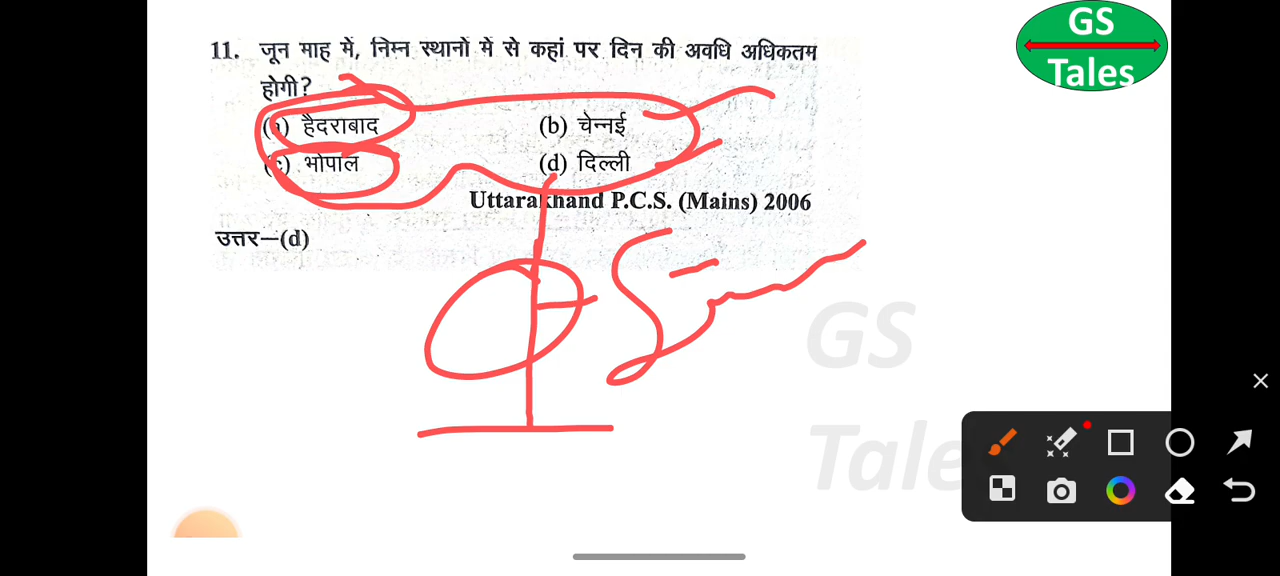 GS
Tales
11. जून माह में, निम्न स्थानों में से कहां पर दिन की अवधि अधिकतम
होगी?
(a) हैदराबाद (b) चेन्नई
(c) भोपाल (d) दिल्ली
Uttarakhand P.C.S. (Mains) 2006
उत्तर—(d)
GS
Tale